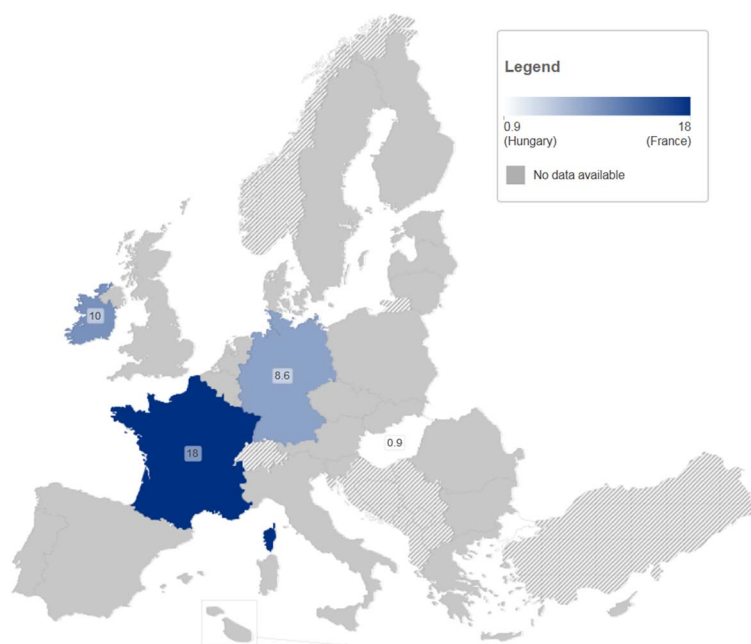 Legend
0.9 18
(Hungary) (France)
No data available
10
8.6
0.9
18